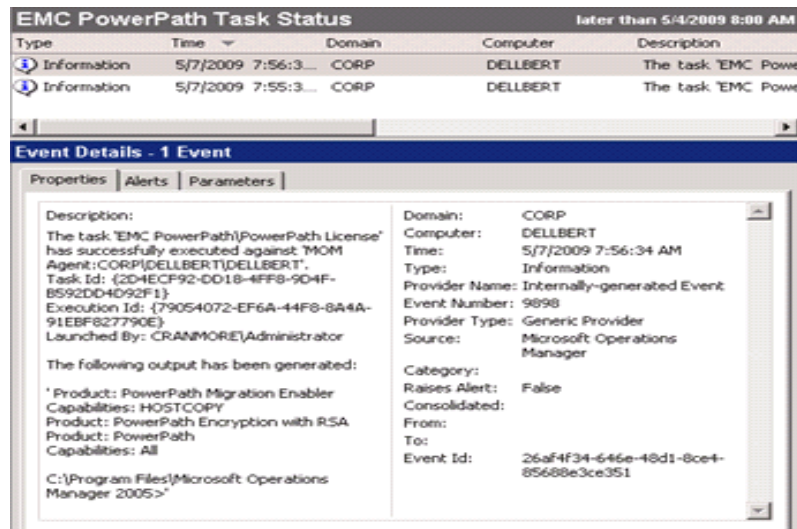 EMC PowerPath Task Status later than 5/4/2009 8:00 AM
Type Time Domain Computer Description
Information 5/7/2009 7:56:3... CORP DELLBERT The task 'EMC Powe
Information 5/7/2009 7:55:3... CORP DELLBERT The task 'EMC Powe
Event Details - 1 Event
Properties Alerts Parameters
Description:
The task 'EMC PowerPath\PowerPath License'
has successfully executed against 'MOM
Agent:CORP\DELLBERT\DELLBERT'.
Task Id: {2D4ECF92-DD18-4FF8-9D4F-
B592DD4D92F1}
Execution Id: {79054072-EF6A-44F8-8A4A-
91EBF827790E}
Launched By: CRANMORE\Administrator
The following output has been generated:
' Product: PowerPath Migration Enabler
Capabilities: HOSTCOPY
Product: PowerPath Encryption with RSA
Product: PowerPath
Capabilities: All
C:\Program Files\Microsoft Operations
Manager 2005>'
Domain: CORP
Computer: DELLBERT
Time: 5/7/2009 7:56:34 AM
Type: Information
Provider Name: Internally-generated Event
Event Number: 9898
Provider Type: Generic Provider
Source: Microsoft Operations
Manager
Category:
Raises Alert: False
Consolidated:
From:
To:
Event Id: 26af4f34-646e-48d1-8ce4-
85688e3ce351